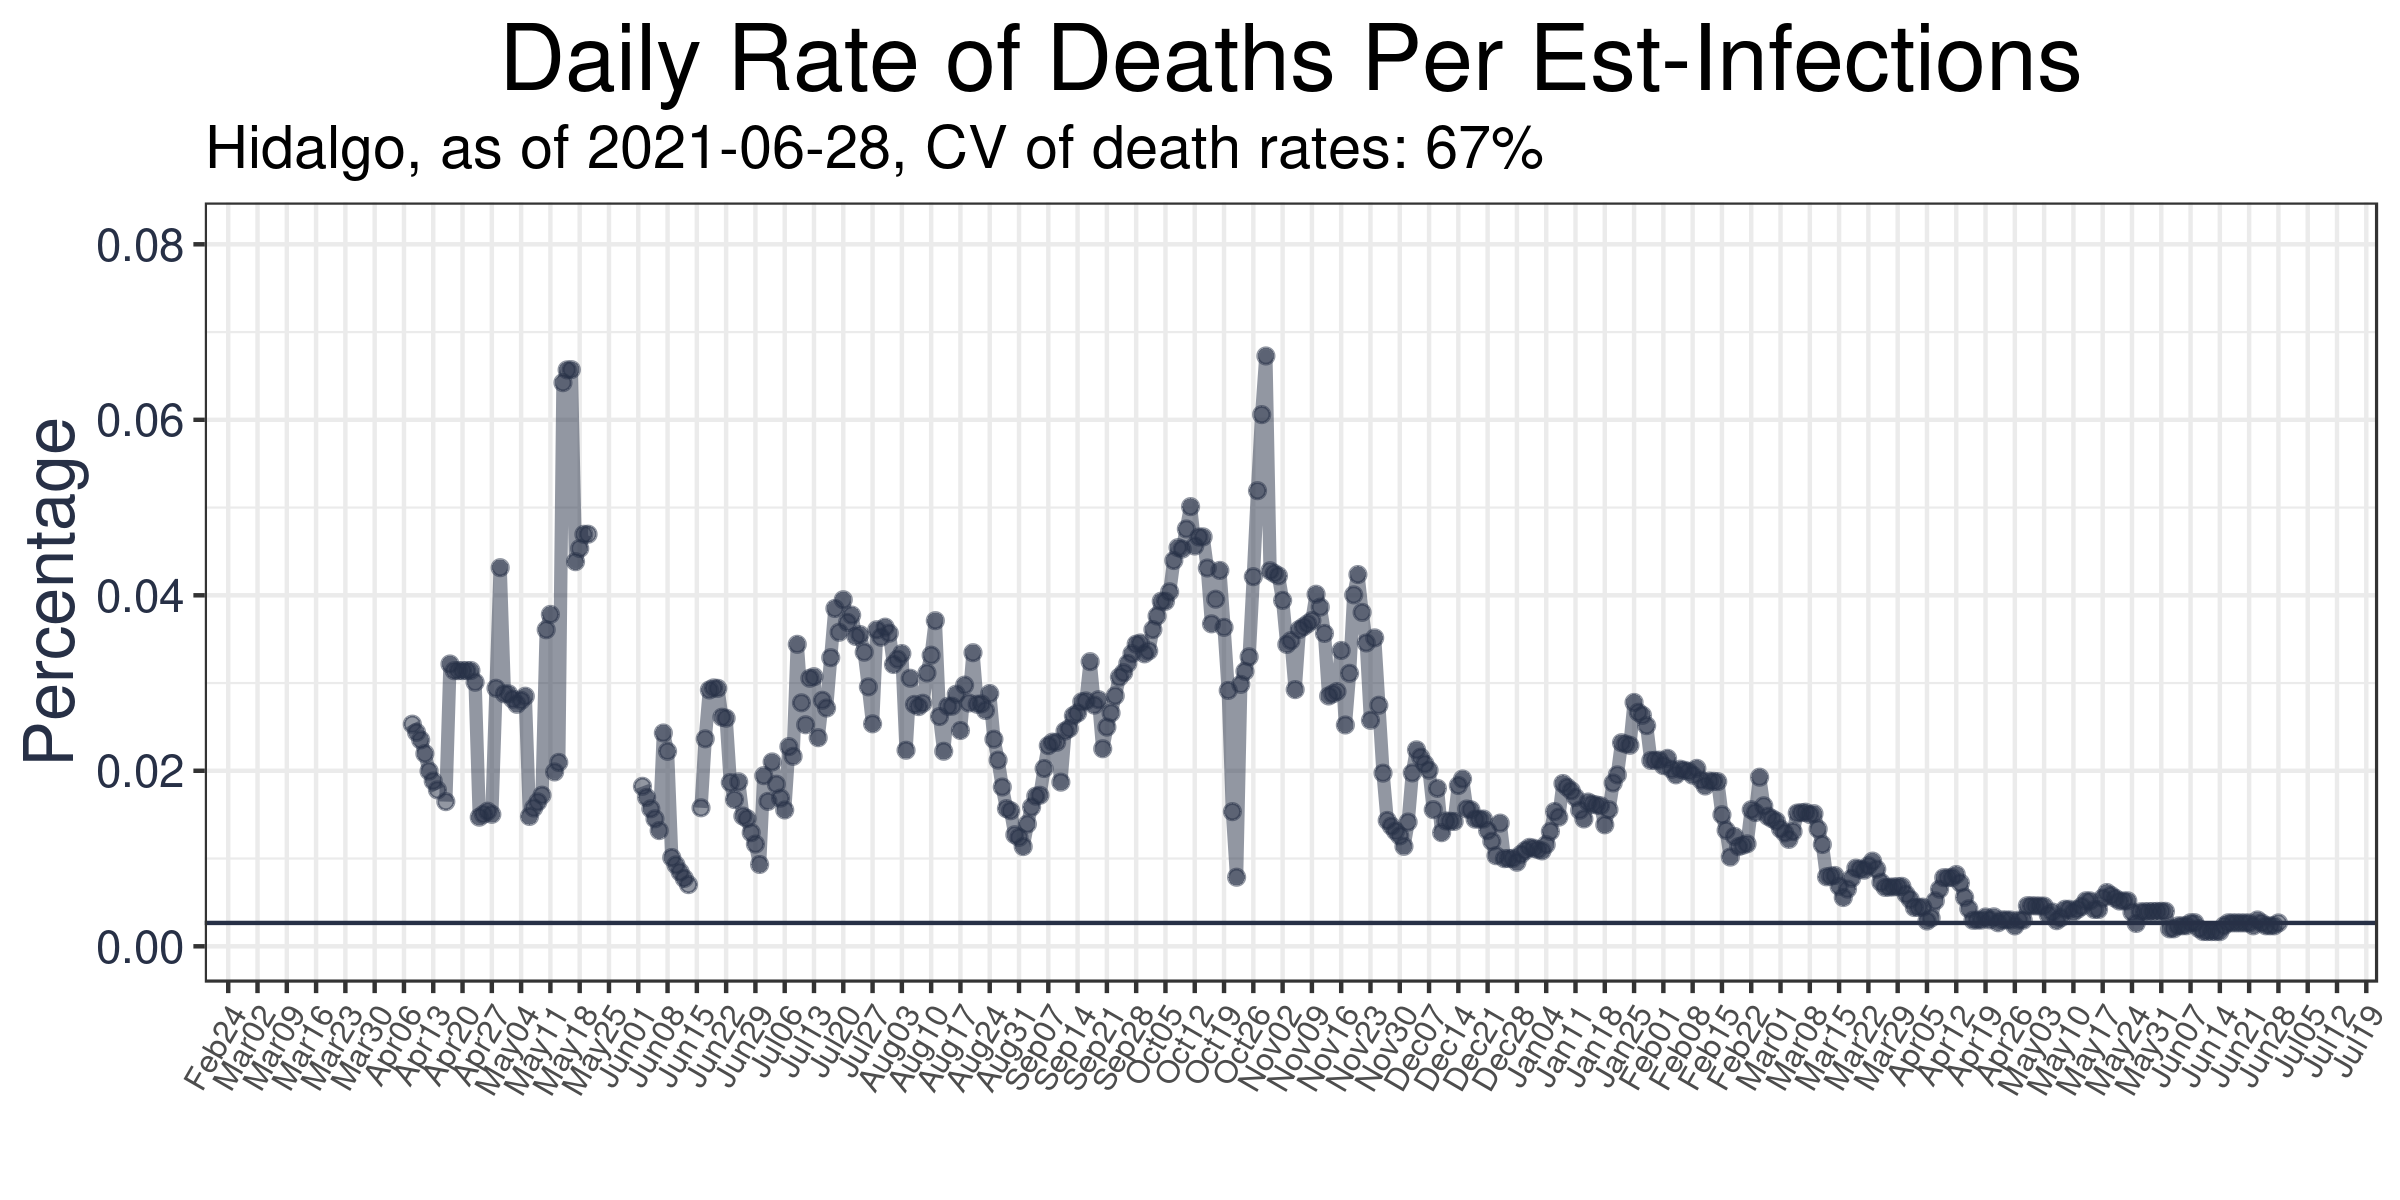 Daily Rate of Deaths Per Est-Infections
Hidalgo, as of 2021-06-28, CV of death rates: 67%
Percentage
0.08
0.06
0.04
0.02
0.00
Feb24
Mar02
Mar09
Mar16
Mar23
Mar30
Apr06
Apr13
Apr20
Apr27
May04
May11
May18
May25
Jun01
Jun08
Jun15
Jun22
Jun29
Jul06
Jul13
Jul20
Jul27
Aug03
Aug10
Aug17
Aug24
Aug31
Sep07
Sep14
Sep21
Sep28
Oct05
Oct12
Oct19
Oct26
Nov02
Nov09
Nov16
Nov23
Nov30
Dec07
Dec14
Dec21
Dec28
Jan04
Jan11
Jan18
Jan25
Feb01
Feb08
Feb15
Feb22
Mar01
Mar08
Mar15
Mar22
Mar29
Apr05
Apr12
Apr19
Apr26
May03
May10
May17
May24
May31
Jun07
Jun14
Jun21
Jun28
Jul05
Jul12
Jul19